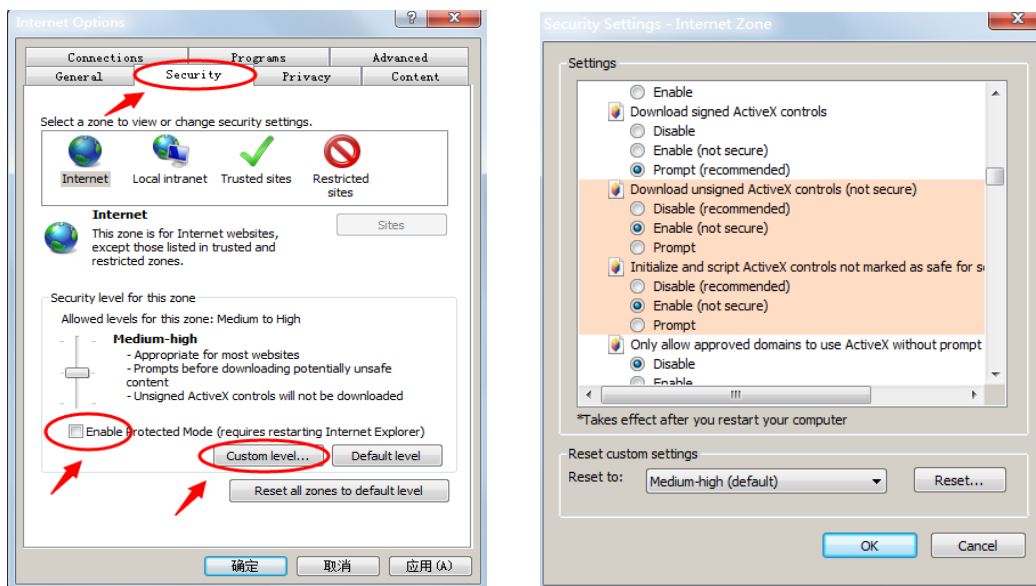 Internet Options
Connections Programs Advanced
General Security Privacy Content
Select a zone to view or change security settings.
Internet Local intranet Trusted sites Restricted
sites
Internet
Sites
This zone is for Internet websites,
except those listed in trusted and
restricted zones.
Security level for this zone
Allowed levels for this zone: Medium to High
Medium-high
- Appropriate for most websites
- Prompts before downloading potentially unsafe
content
- Unsigned ActiveX controls will not be downloaded
Enable Protected Mode (requires restarting Internet Explorer)
Custom level... Default level
Reset all zones to default level
确定 取消 应用(A)
Security Settings - Internet Zone
Settings
Enable
Download signed ActiveX controls
Disable
Enable (not secure)
Prompt (recommended)
Download unsigned ActiveX controls (not secure)
Disable (recommended)
Enable (not secure)
Prompt
Initialize and script ActiveX controls not marked as safe for s
Disable (recommended)
Enable (not secure)
Prompt
Only allow approved domains to use ActiveX without prompt
Disable
Enable
*Takes effect after you restart your computer
Reset custom settings
Reset to: Medium-high (default) Reset...
OK Cancel